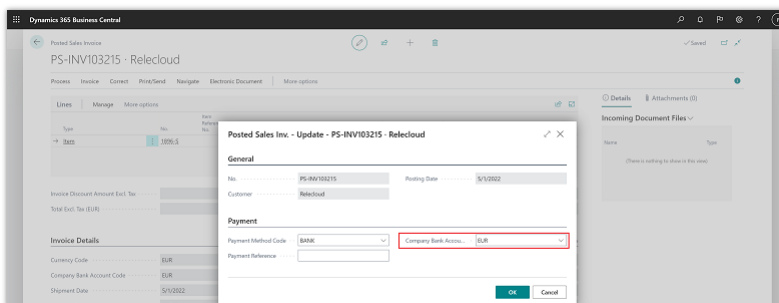 Dynamics 365 Business Central
Posted Sales Invoice
Saved
PS-INV103215 · Relecloud
Process Invoice Correct Print/Send Navigate Electronic Document More options
Lines Manage More options
Details Attachments (0)
Incoming Document Files
Type No. Item Reference No.
Name Type
Item 1896-S
(There is nothing to show in this view)
Posted Sales Inv. - Update - PS-INV103215 - Relecloud
General
No. PS-INV103215 Posting Date 5/1/2022
Customer Relecloud
Invoice Discount Amount Excl. Tax
Total Excl. Tax (EUR)
Payment
Invoice Details
Payment Method Code BANK Company Bank Accou... EUR
Payment Reference
Currency Code EUR
Company Bank Account Code EUR
Shipment Date 5/1/2022
OK Cancel